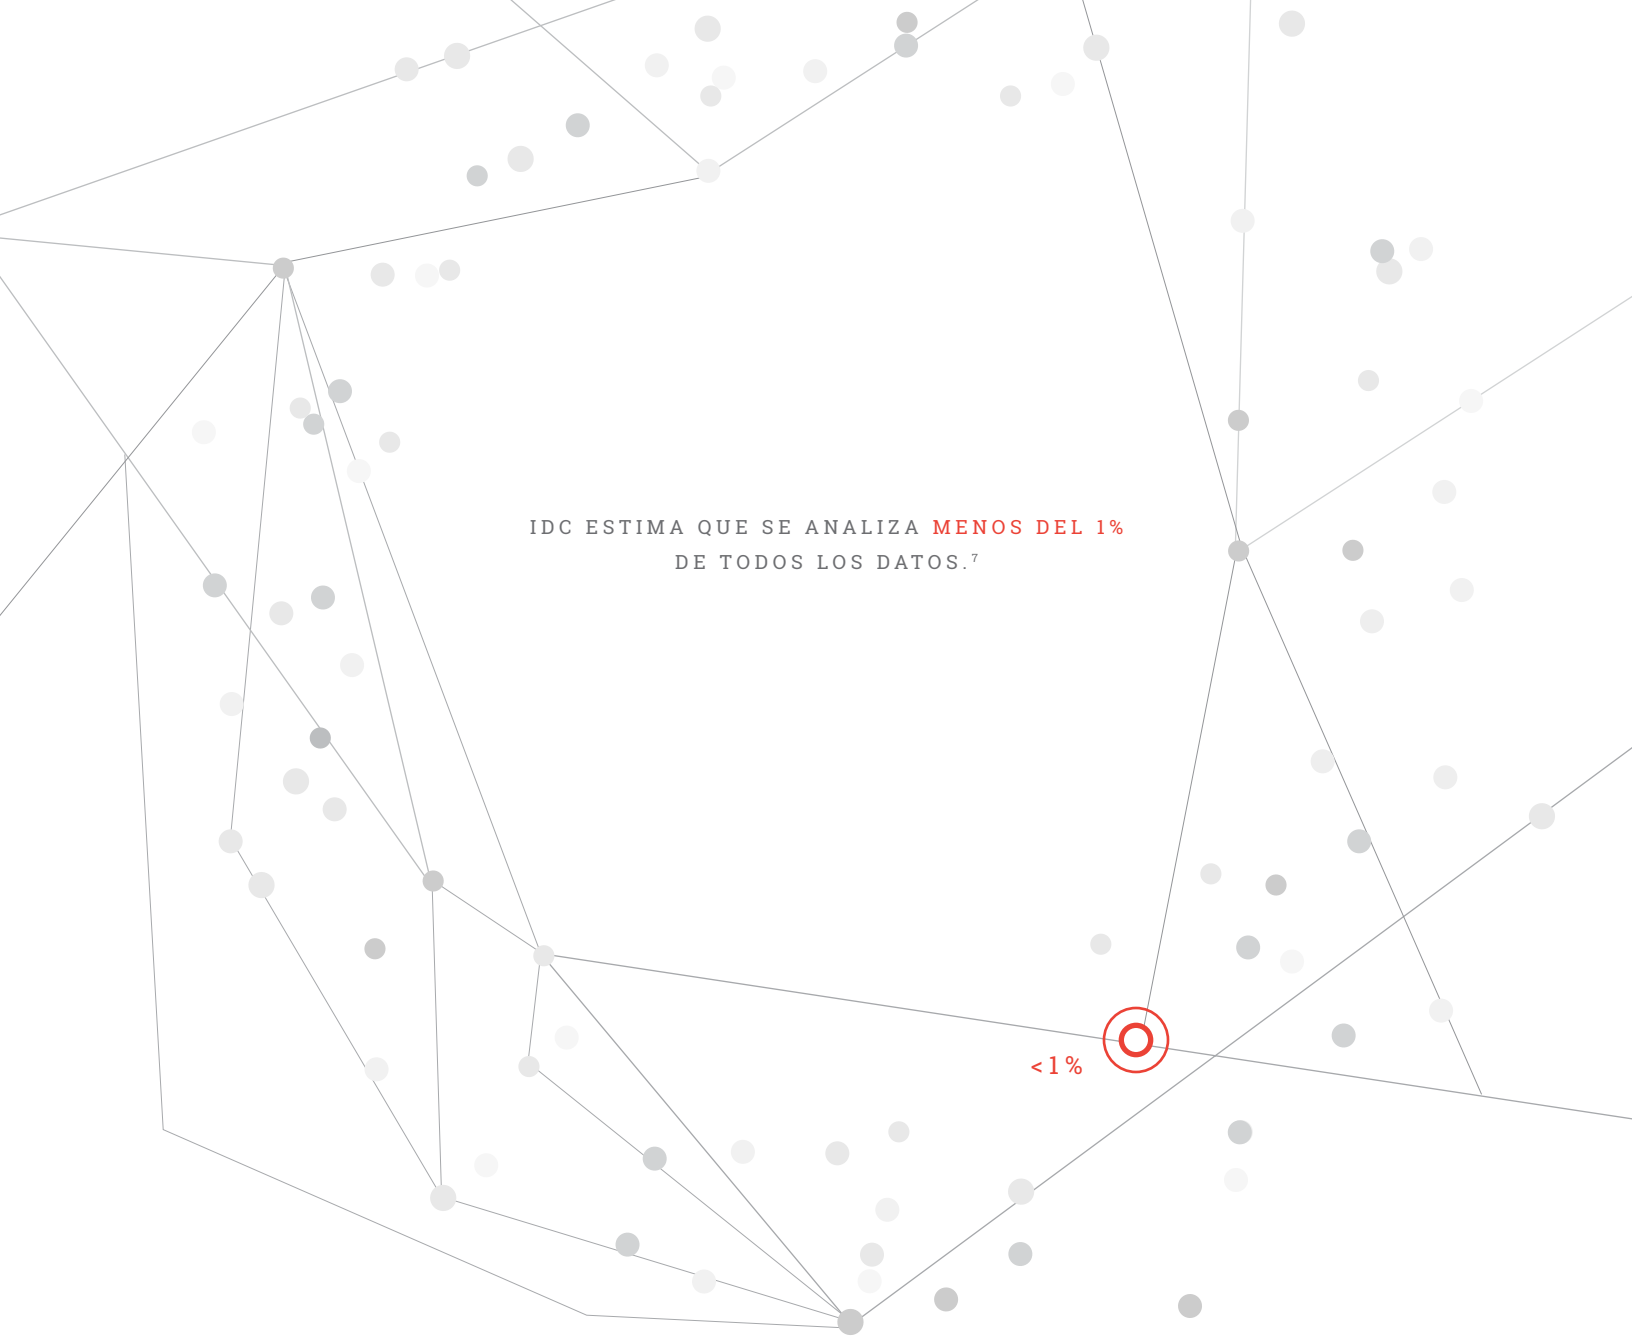 IDC ESTIMA QUE SE ANALIZA MENOS DEL 1%
DE TODOS LOS DATOS.⁷
<1%